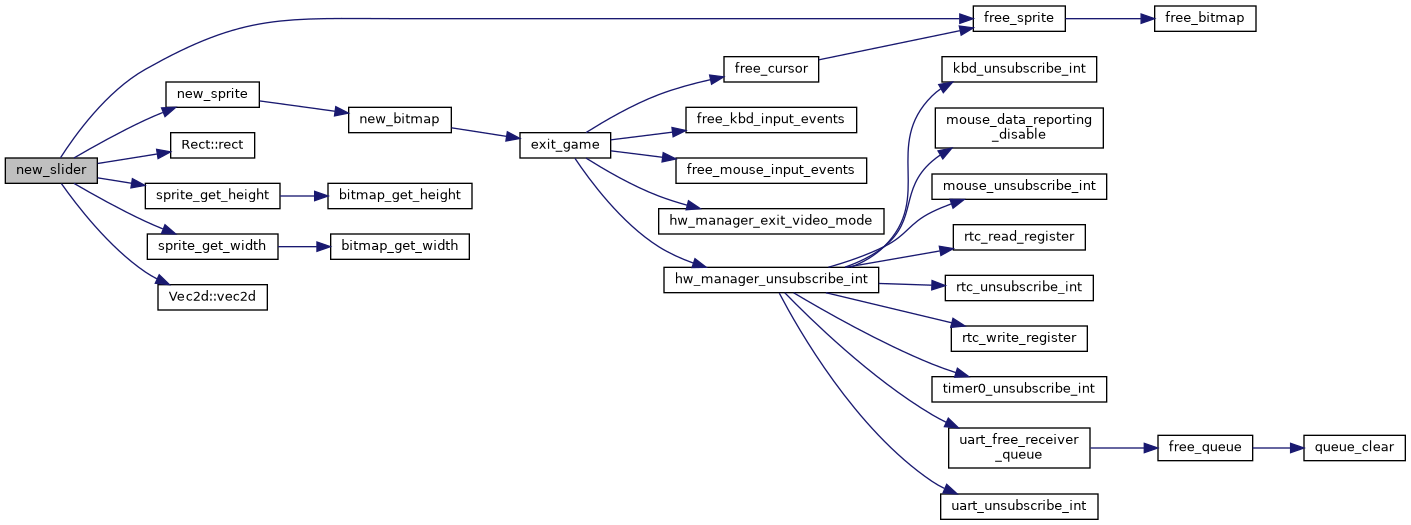 new_slider
free_sprite
free_bitmap
new_sprite
new_bitmap
exit_game
free_cursor
free_kbd_input_events
free_mouse_input_events
hw_manager_exit_video_mode
hw_manager_unsubscribe_int
kbd_unsubscribe_int
mouse_data_reporting
_disable
mouse_unsubscribe_int
rtc_read_register
rtc_unsubscribe_int
rtc_write_register
timer0_unsubscribe_int
uart_free_receiver
_queue
free_queue
queue_clear
uart_unsubscribe_int
Rect::rect
sprite_get_height
bitmap_get_height
sprite_get_width
bitmap_get_width
Vec2d::vec2d